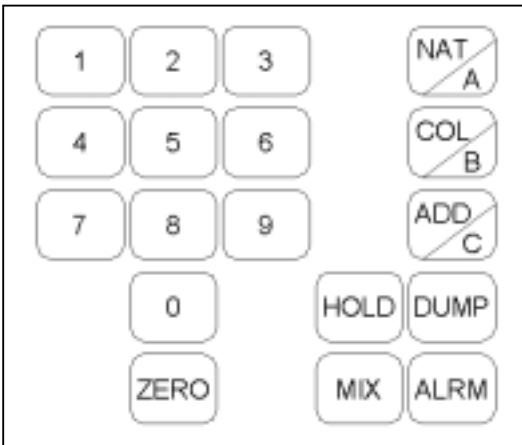 1 2 3 NAT/A
4 5 6 COL/B
7 8 9 ADD/C
0 HOLD DUMP
ZERO MIX ALRM